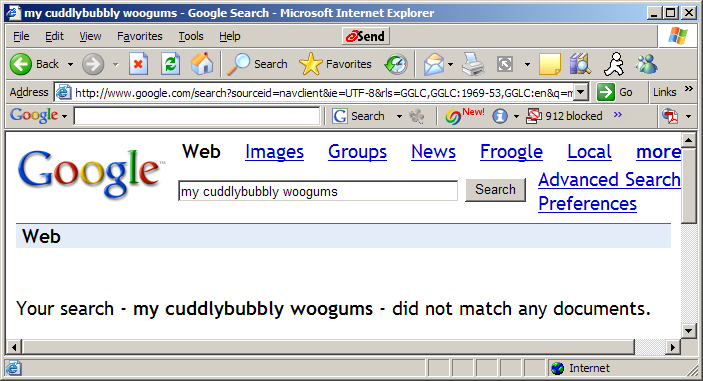 my cuddlybubbly woogums - Google Search - Microsoft Internet Explorer
File Edit View Favorites Tools Help eSend
Back Search Favorites
Address http://www.google.com/search?sourceid=navclient&ie=UTF-8&rls=GGLC,GGLC:1969-53,GGLC:en&q=m Go Links »
Google Search New! 912 blocked »
Google™ Web Images Groups News Froogle Local more
my cuddlybubbly woogums Search Advanced Search
Preferences
Web
Your search - my cuddlybubbly woogums - did not match any documents.
Internet